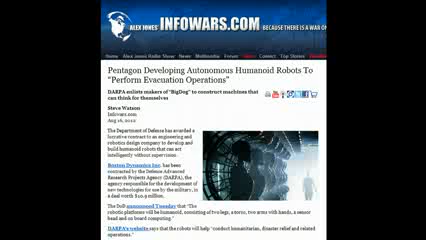 ALEX JONES' INFOWARS.COM BECAUSE THERE IS A WAR ON
Home Alex Jones Radio Show News Multimedia Forum Contact Top Stories
Pentagon Developing Autonomous Humanoid Robots To
“Perform Evacuation Operations”
DARPA enlists makers of “BigDog” to construct machines that
can think for themselves
Steve Watson
Infowars.com
Aug 16, 2012
The Department of Defense has awarded a
lucrative contract to an engineering and
robotics design company to develop and
build humanoid robots that can act
intelligently without supervision.
Boston Dynamics Inc. has been
contracted by the Defense Advanced
Research Projects Agency (DARPA), the
agency responsible for the development of
new technologies for use by the military, in
a deal worth $10.9 million.
The DoD announced Tuesday that “The
robotic platforms will be humanoid, consisting of two legs, a torso, two arms with hands, a sensor
head and on board computing.”
DARPA's website says that the robots will help “conduct humanitarian, disaster relief and related
operations.”